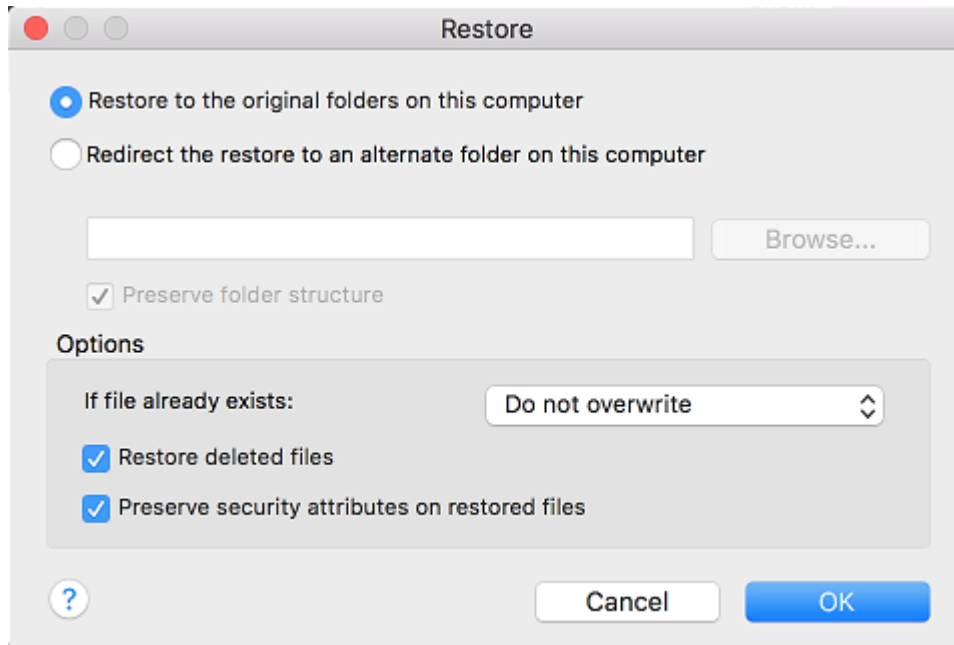 Restore
Restore to the original folders on this computer
Redirect the restore to an alternate folder on this computer
Browse...
Preserve folder structure
Options
If file already exists: Do not overwrite
Restore deleted files
Preserve security attributes on restored files
? Cancel OK